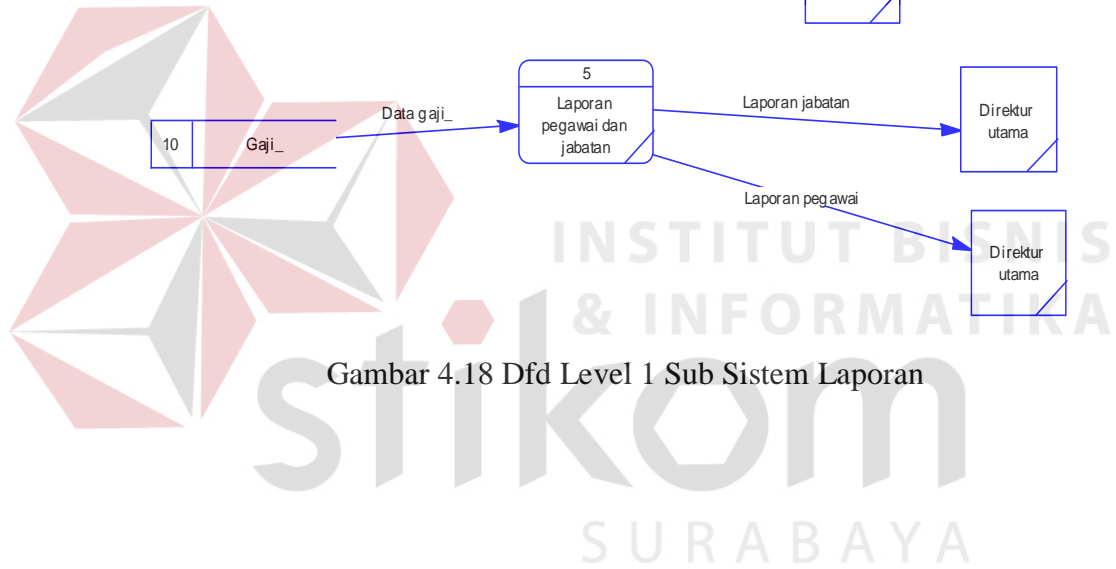 5
Laporan
pegawai dan
jabatan
10
Gaji_
Data gaji_
Laporan jabatan
Direktur
utama
Laporan pegawai
Direktur
utama
INSTITUT BISNIS
& INFORMATIKA
Gambar 4.18 Dfd Level 1 Sub Sistem Laporan
stikom
SURABAYA